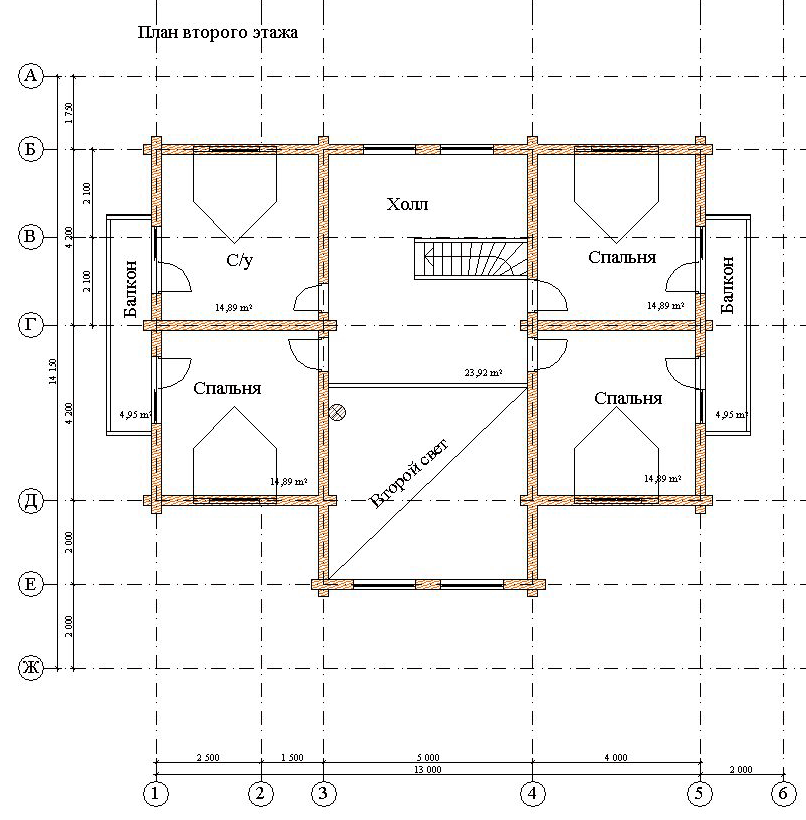 План второго этажа
А
1 750
Б
2 100
Холл
В
4 200
С/у
Спальня
Балкон
Балкон
2 100
14,89 m²
14,89 m²
Г
14 150
23,92 m²
Спальня
Спальня
4 200
4,95 m²
4,95 m²
Второй свет
14,89 m²
14,89 m²
Д
2 000
Е
2 000
Ж
2 500
1 500
5 000
4 000
13 000
2 000
1
2
3
4
5
6